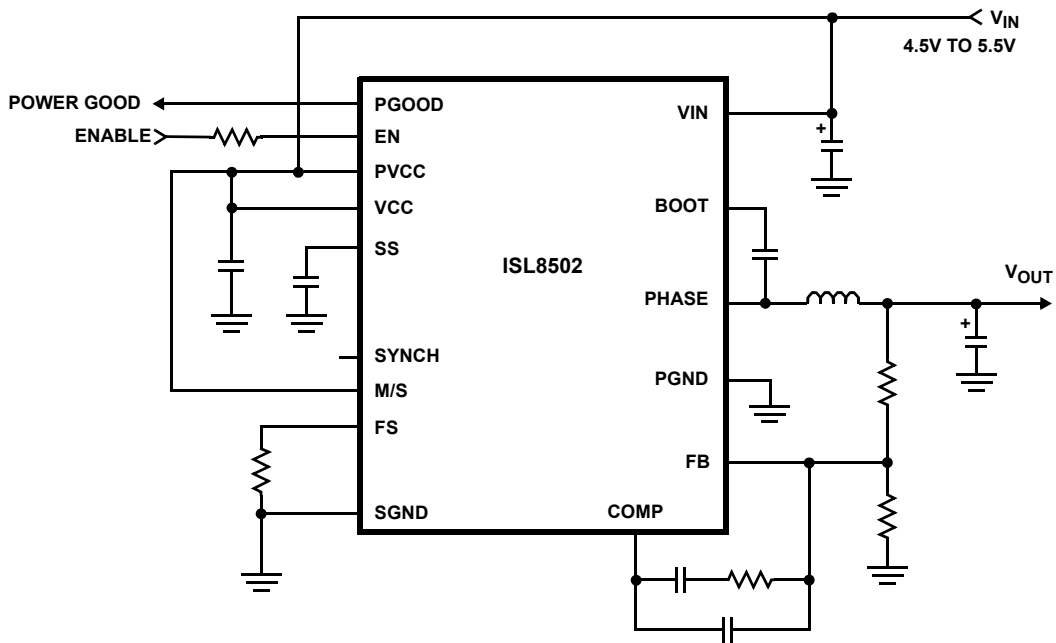 V_IN
4.5V TO 5.5V
POWER GOOD
PGOOD
VIN
ENABLE
EN
PVCC
VCC
BOOT
SS
ISL8502
PHASE
V_OUT
SYNCH
PGND
M/S
FS
FB
SGND
COMP
+
+